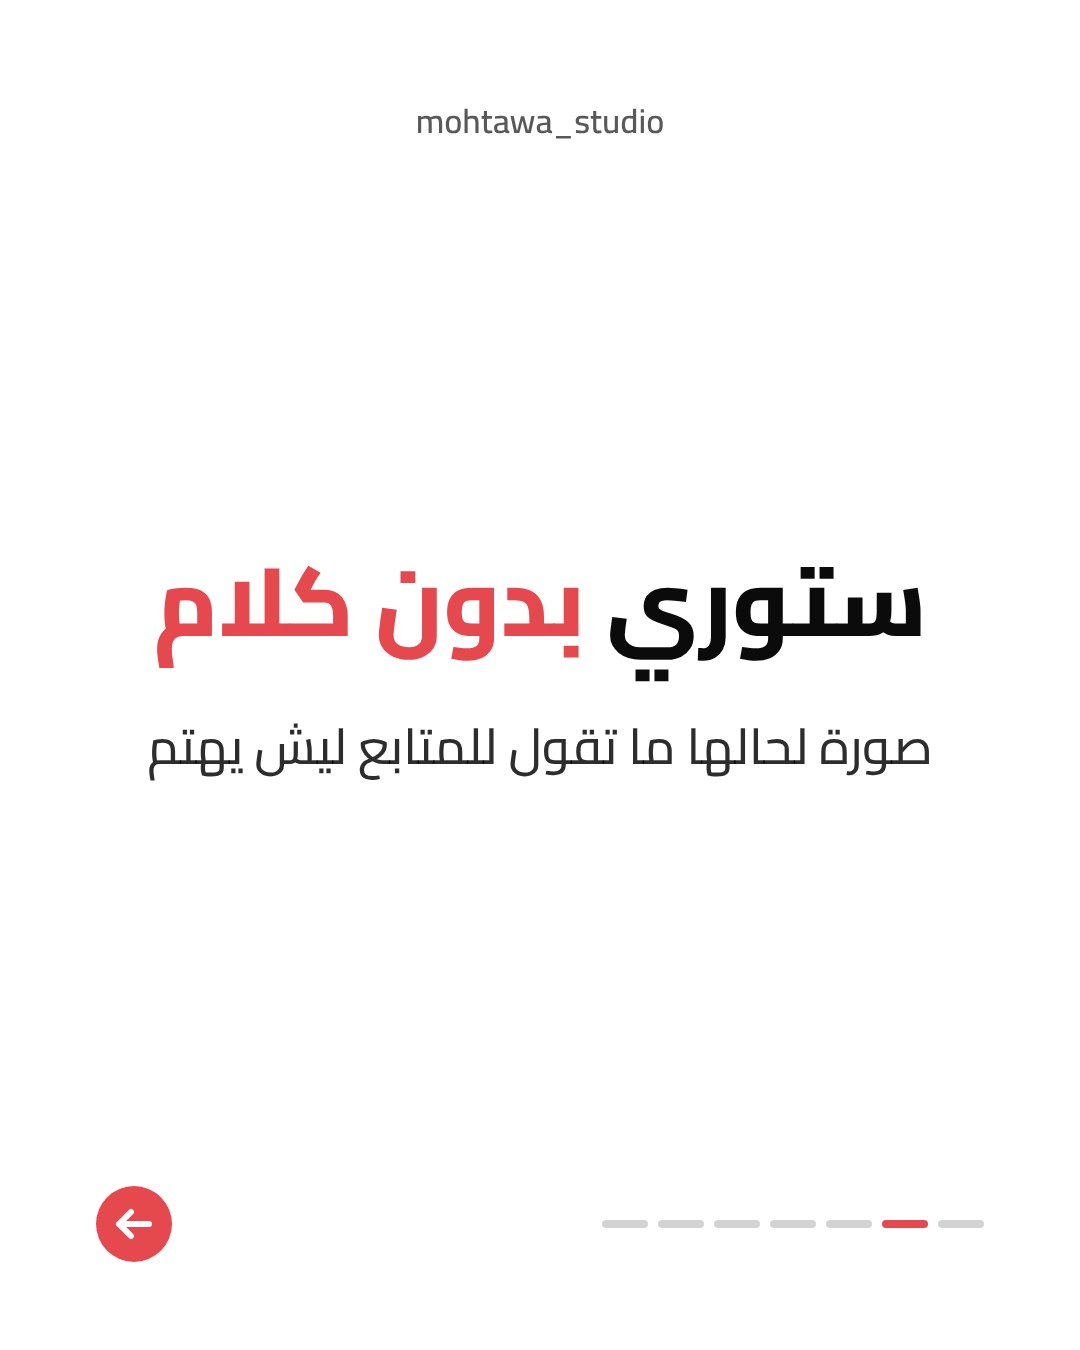 mohtawa_studio
ستوري بدون كلام
صورة لحالها ما تقول للمتابع ليش يهتم